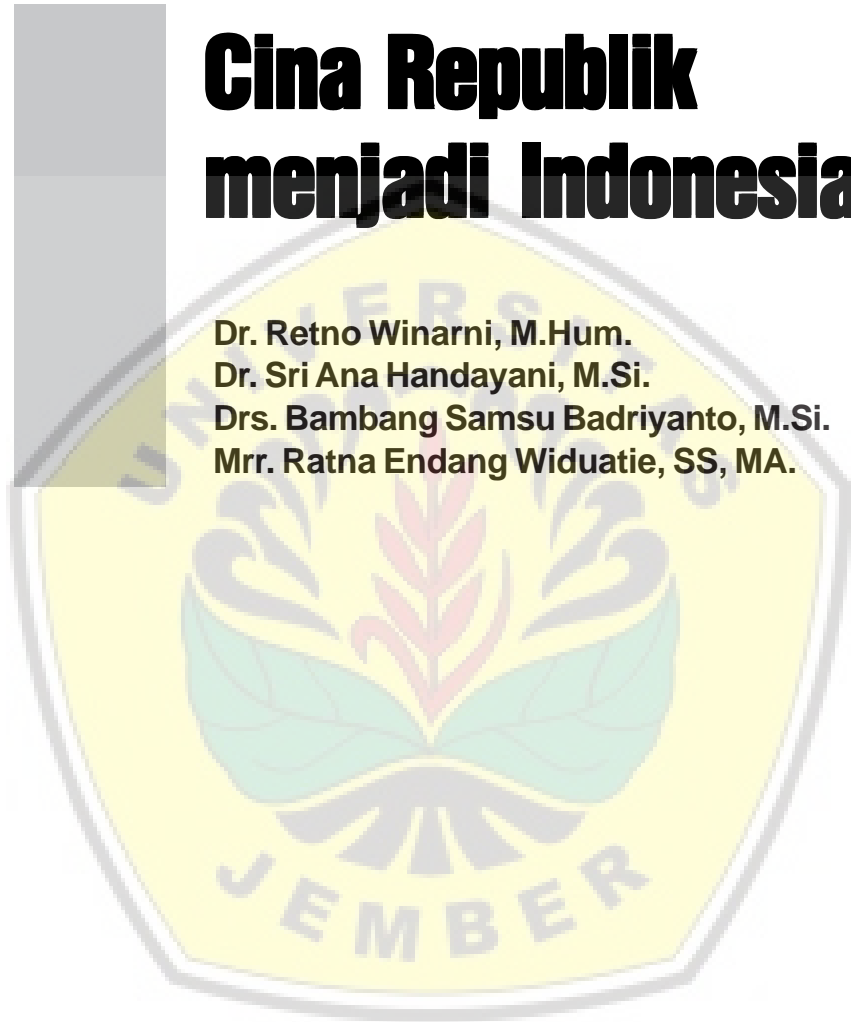 Cina Republik
menjadi Indonesia
Dr. Retno Winarni, M.Hum.
Dr. Sri Ana Handayani, M.Si.
Drs. Bambang Samsu Badriyanto, M.Si.
Mrr. Ratna Endang Widuatie, SS, MA.
UNIVERSITAS
JEMBER